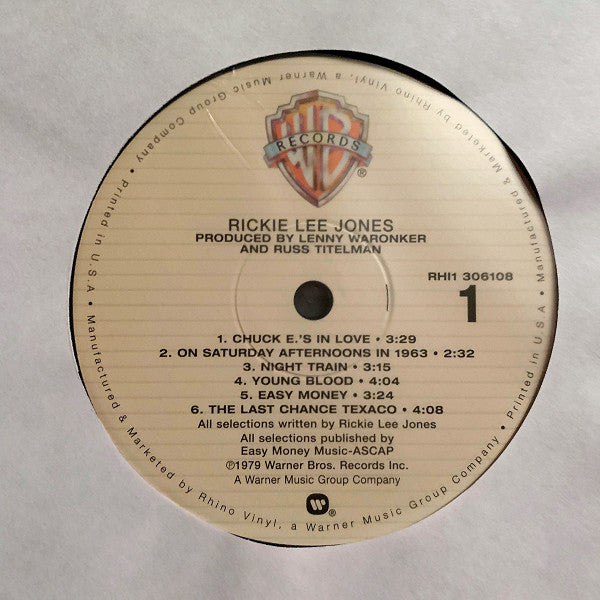 WB
RECORDS
®
RICKIE LEE JONES
PRODUCED BY LENNY WARONKER
AND RUSS TITELMAN
RHI1 306108
1
1. CHUCK E.'S IN LOVE • 3:29
2. ON SATURDAY AFTERNOONS IN 1963 • 2:32
3. NIGHT TRAIN • 3:15
4. YOUNG BLOOD • 4:04
5. EASY MONEY • 3:24
6. THE LAST CHANCE TEXACO • 4:08
All selections written by Rickie Lee Jones
All selections published by
Easy Money Music-ASCAP
℗1979 Warner Bros. Records Inc.
A Warner Music Group Company
®
• Manufactured & Marketed by Rhino Vinyl, a Warner Music Group Company • Printed in U.S.A • Manufactured & Marketed by Rhino Vinyl, a Warner Music Group Company • Printed in U.S.A